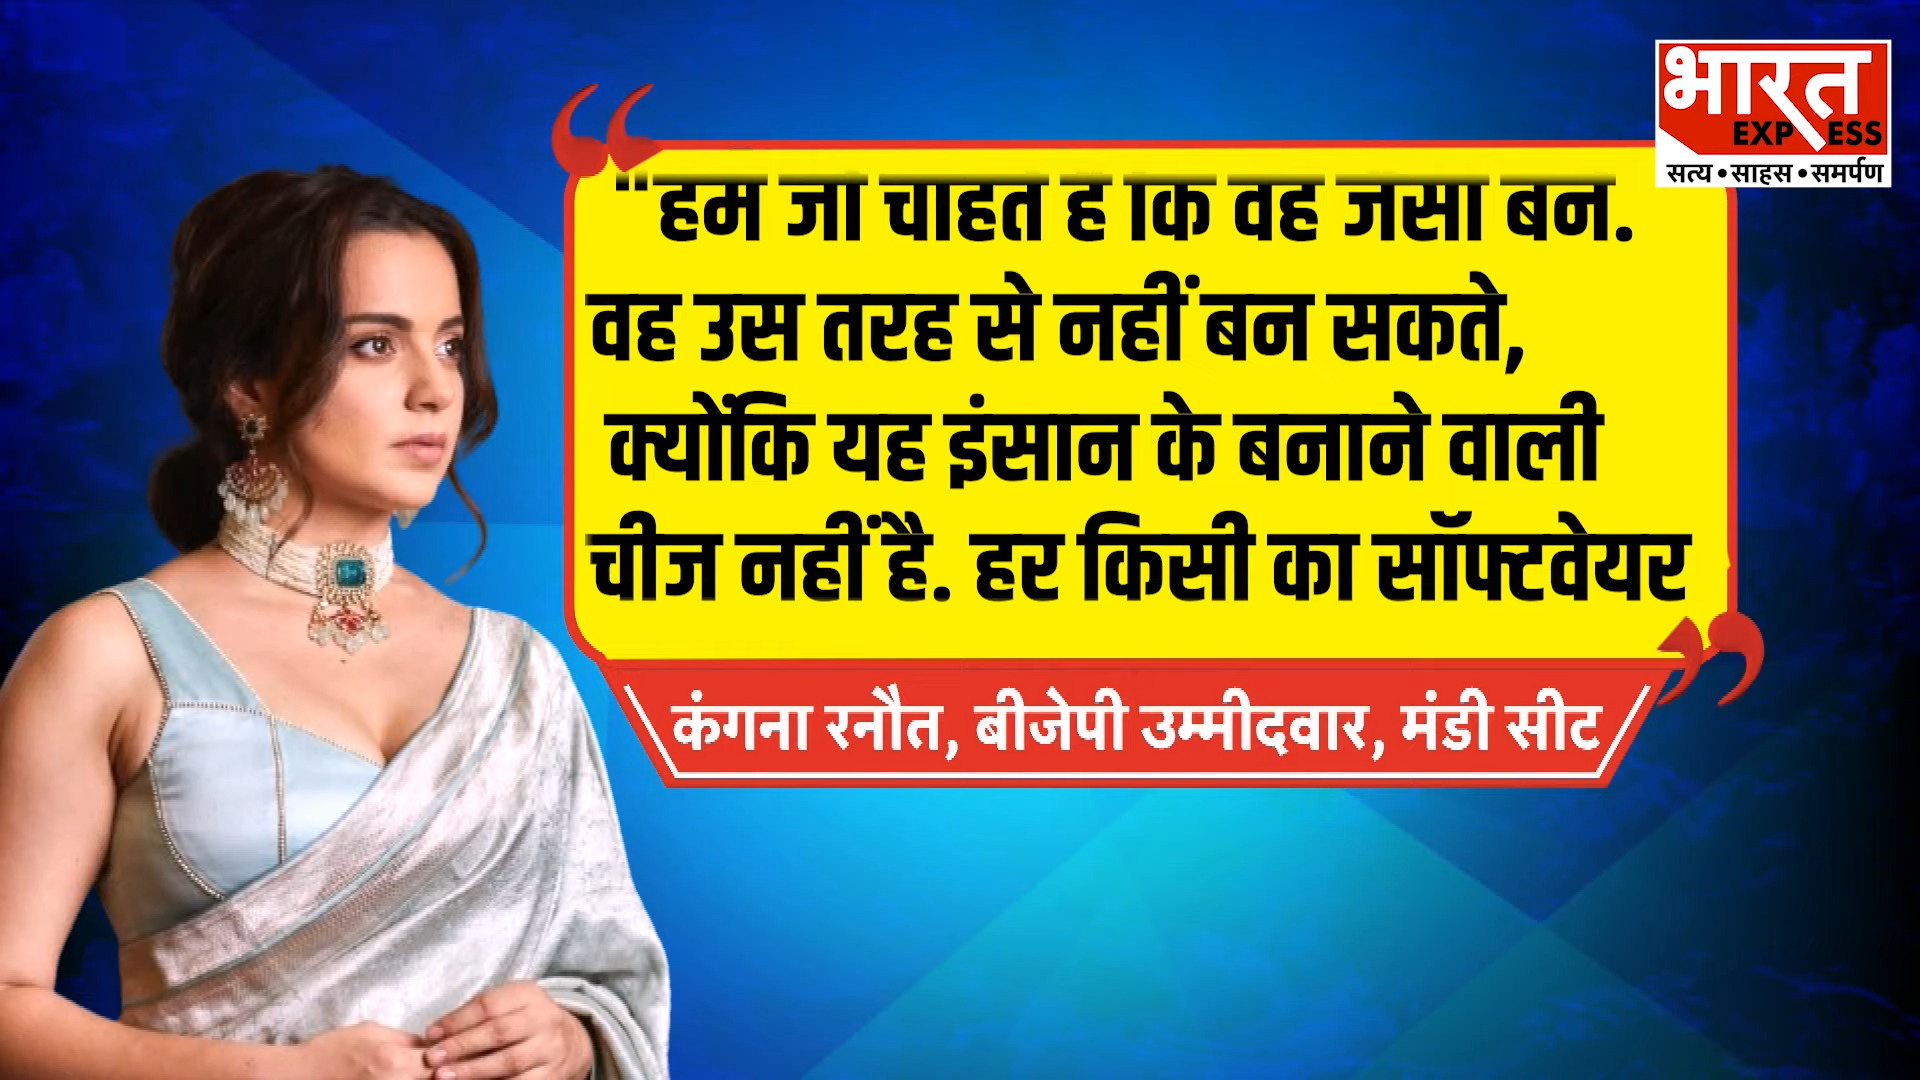 भारत
EXPRESS
सत्य • साहस • समर्पण
"हम जो चाहते हैं कि वह जैसा बने.
वह उस तरह से नहीं बन सकते,
क्योंकि यह इंसान के बनाने वाली
चीज नहीं है. हर किसी का सॉफ्टवेयर
कंगना रनौत, बीजेपी उम्मीदवार, मंडी सीट